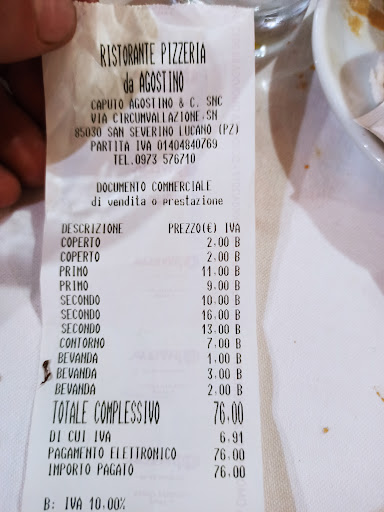 RISTORANTE PIZZERIA
da AGOSTINO
CAPUTO AGOSTINO & C. SNC
VIA CIRCUMVALLAZIONE,SN
85030 SAN SEVERINO LUCANO (PZ)
PARTITA IVA 01404840769
TEL.0973 576710
DOCUMENTO COMMERCIALE
di vendita o prestazione
DESCRIZIONE PREZZO(€) IVA
COPERTO 2,00 B
COPERTO 2,00 B
PRIMO 11,00 B
PRIMO 9,00 B
SECONDO 10,00 B
SECONDO 16,00 B
SECONDO 13,00 B
CONTORNO 7,00 B
BEVANDA 1,00 B
BEVANDA 3,00 B
BEVANDA 2,00 B
TOTALE COMPLESSIVO 76,00
DI CUI IVA 6,91
PAGAMENTO ELETTRONICO 76,00
IMPORTO PAGATO 76,00
B: IVA 10,00%